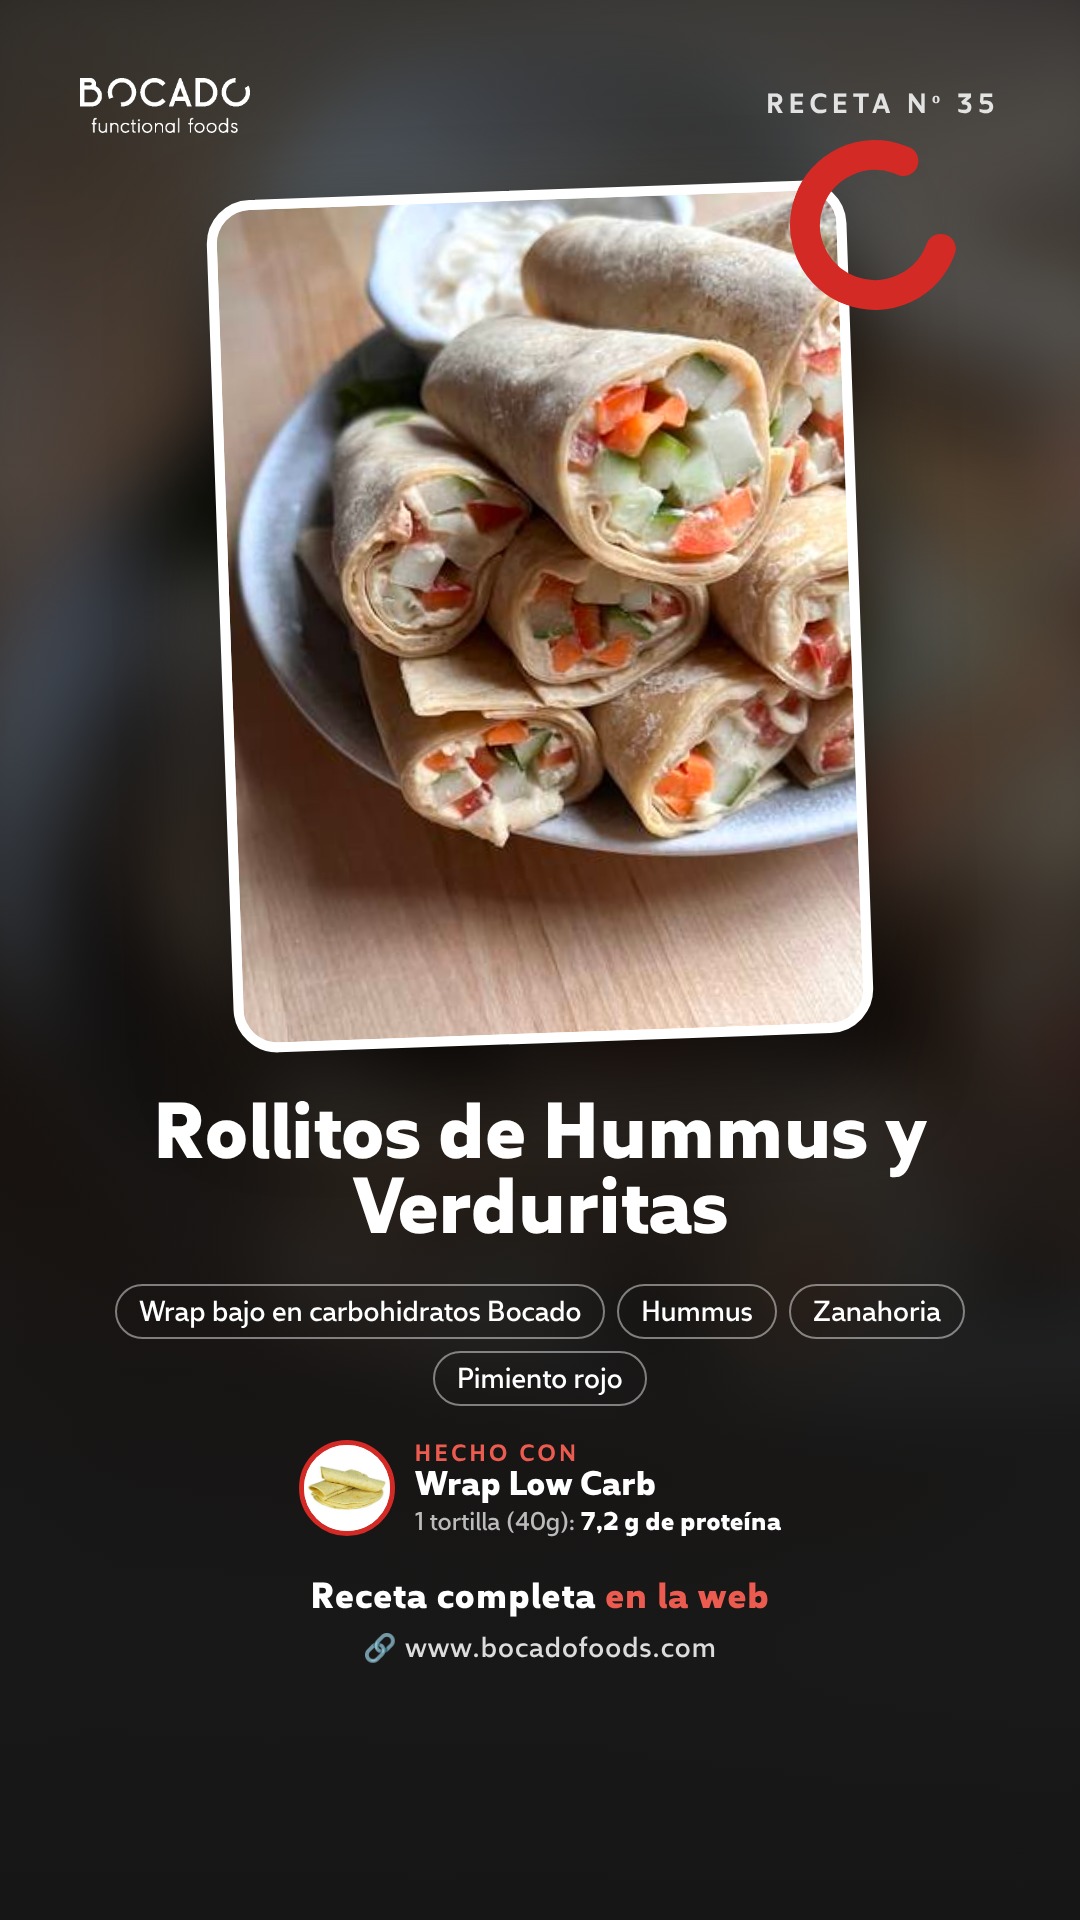 BOCADO
functional foods
RECETA Nº 35
Rollitos de Hummus y
Verduritas
Wrap bajo en carbohidratos Bocado
Hummus
Zanahoria
Pimiento rojo
HECHO CON
Wrap Low Carb
1 tortilla (40g): 7,2 g de proteína
Receta completa en la web
🔗 www.bocadofoods.com